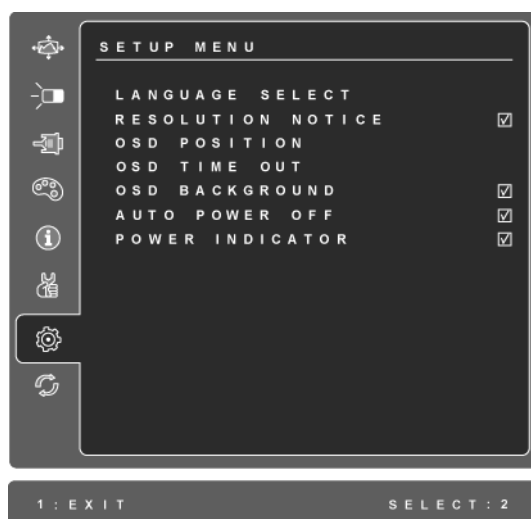 SETUP MENU
LANGUAGE SELECT
RESOLUTION NOTICE
OSD POSITION
OSD TIME OUT
OSD BACKGROUND
AUTO POWER OFF
POWER INDICATOR
1:EXIT SELECT:2